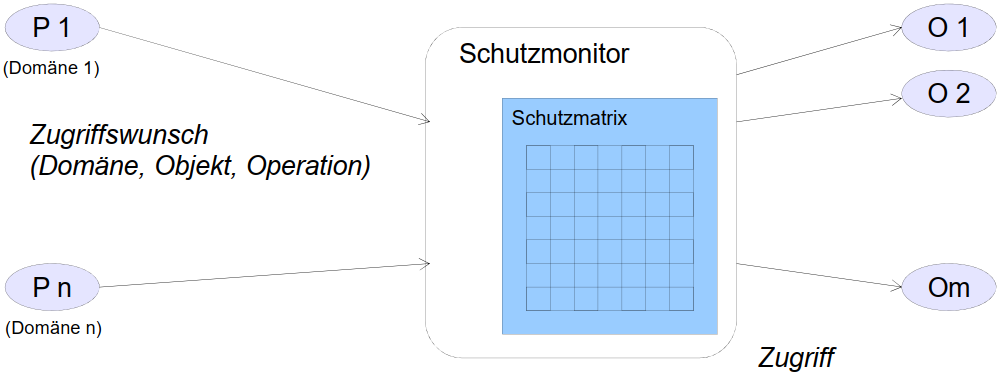 P 1
(Domäne 1)
Zugriffswunsch
(Domäne, Objekt, Operation)
P n
(Domäne n)
Schutzmonitor
Schutzmatrix
O 1
O 2
Om
Zugriff